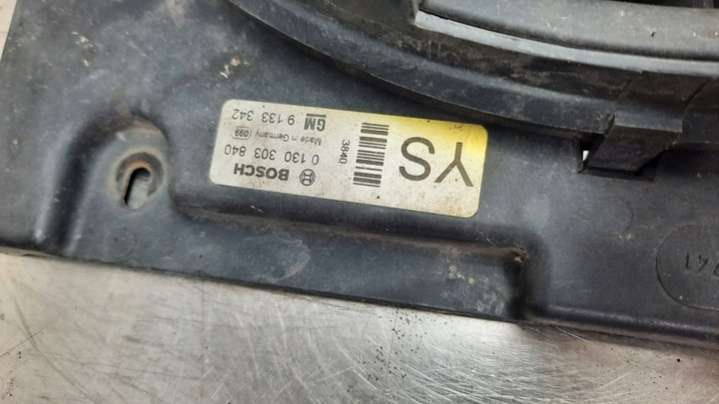 BOSCH
0 130 303 840
Made in Germany (099)
GM 9 133 342
3840
YS